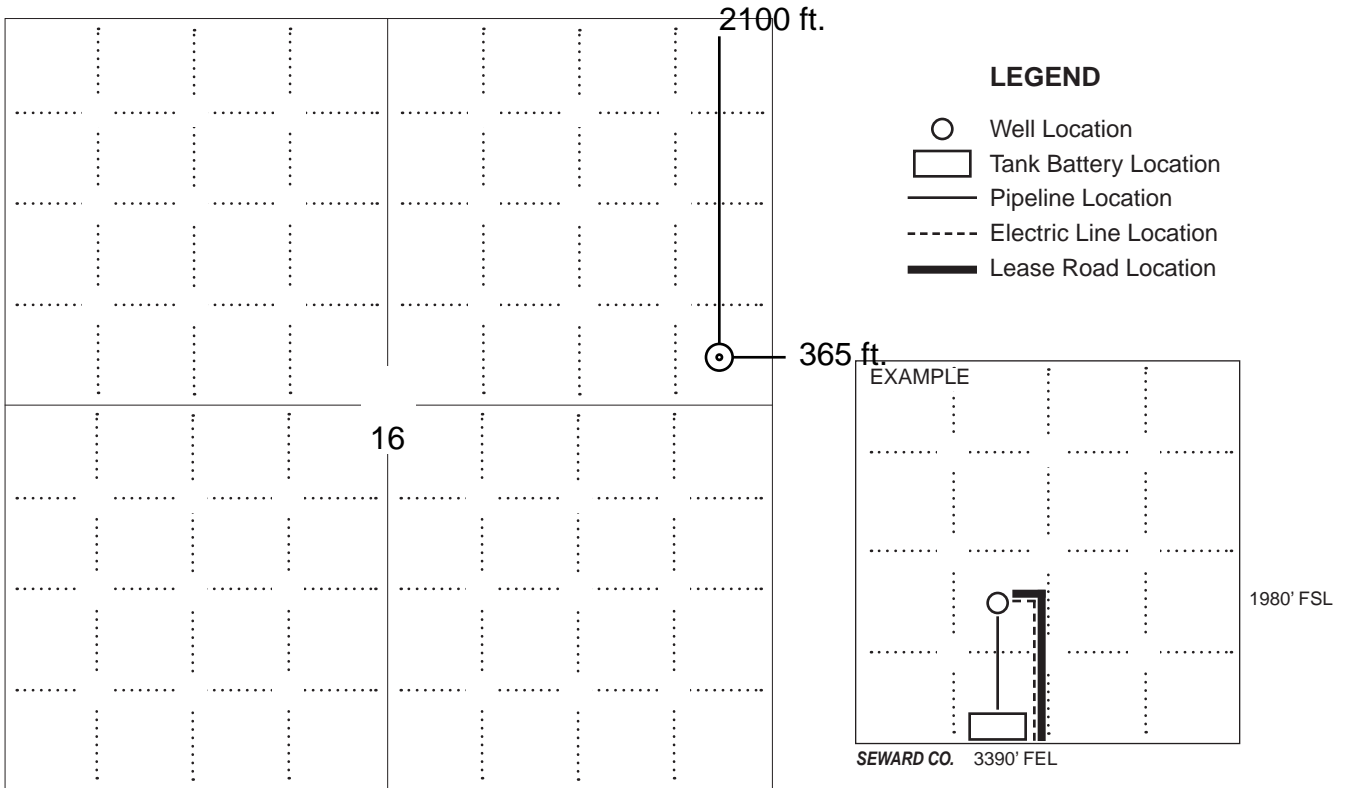 2100 ft.
LEGEND
Well Location
Tank Battery Location
Pipeline Location
Electric Line Location
Lease Road Location
365 ft.
EXAMPLE
16
1980’ FSL
SEWARD CO. 3390’ FEL